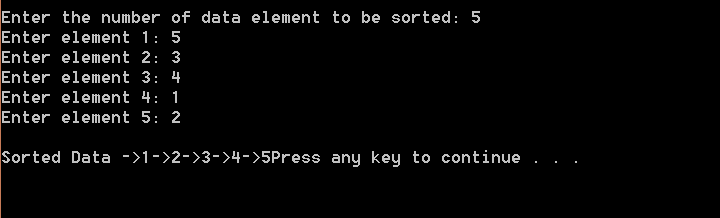 Enter the number of data element to be sorted: 5
Enter element 1: 5
Enter element 2: 3
Enter element 3: 4
Enter element 4: 1
Enter element 5: 2
Sorted Data ->1->2->3->4->5Press any key to continue . . .